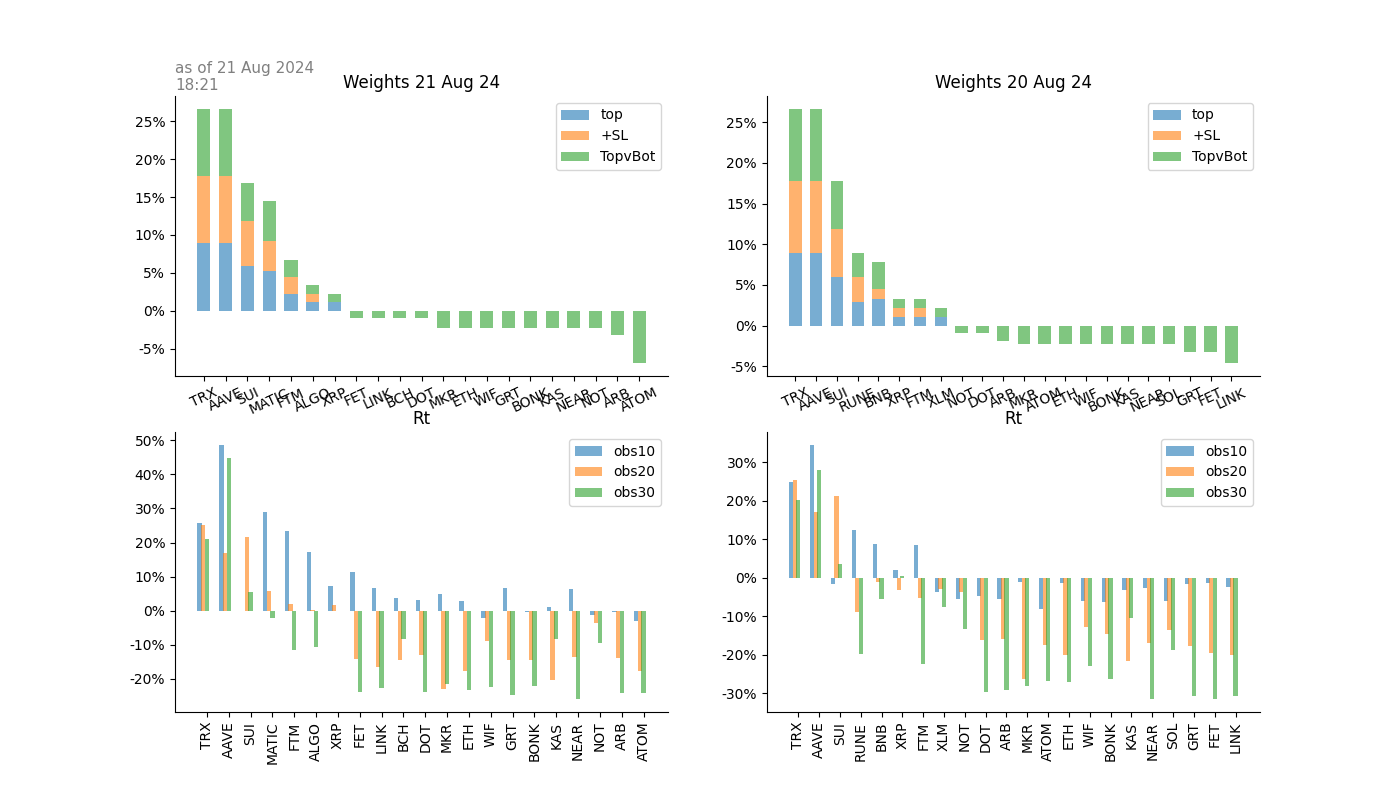 as of 21 Aug 2024
18:21
Weights 21 Aug 24
25%
20%
15%
10%
5%
0%
-5%
top
+SL
TopvBot
TRX AAVE SUI MATIC FTM ALGO XRP FET LINK BCH DOT MKR ETH WIF GRT BONK KAS NEAR NOT ARB ATOM
Weights 20 Aug 24
25%
20%
15%
10%
5%
0%
-5%
top
+SL
TopvBot
TRX AAVE SUI RUNE BNB XRP FTM XLM NOT DOT ARB MKR ATOM ETH WIF BONK KAS NEAR SOL GRT FET LINK
Rt
50%
40%
30%
20%
10%
0%
-10%
-20%
obs10
obs20
obs30
TRX AAVE SUI MATIC FTM ALGO XRP FET LINK BCH DOT MKR ETH WIF GRT BONK KAS NEAR NOT ARB ATOM
Rt
30%
20%
10%
0%
-10%
-20%
-30%
obs10
obs20
obs30
TRX AAVE SUI RUNE BNB XRP FTM XLM NOT DOT ARB MKR ATOM ETH WIF BONK KAS NEAR SOL GRT FET LINK